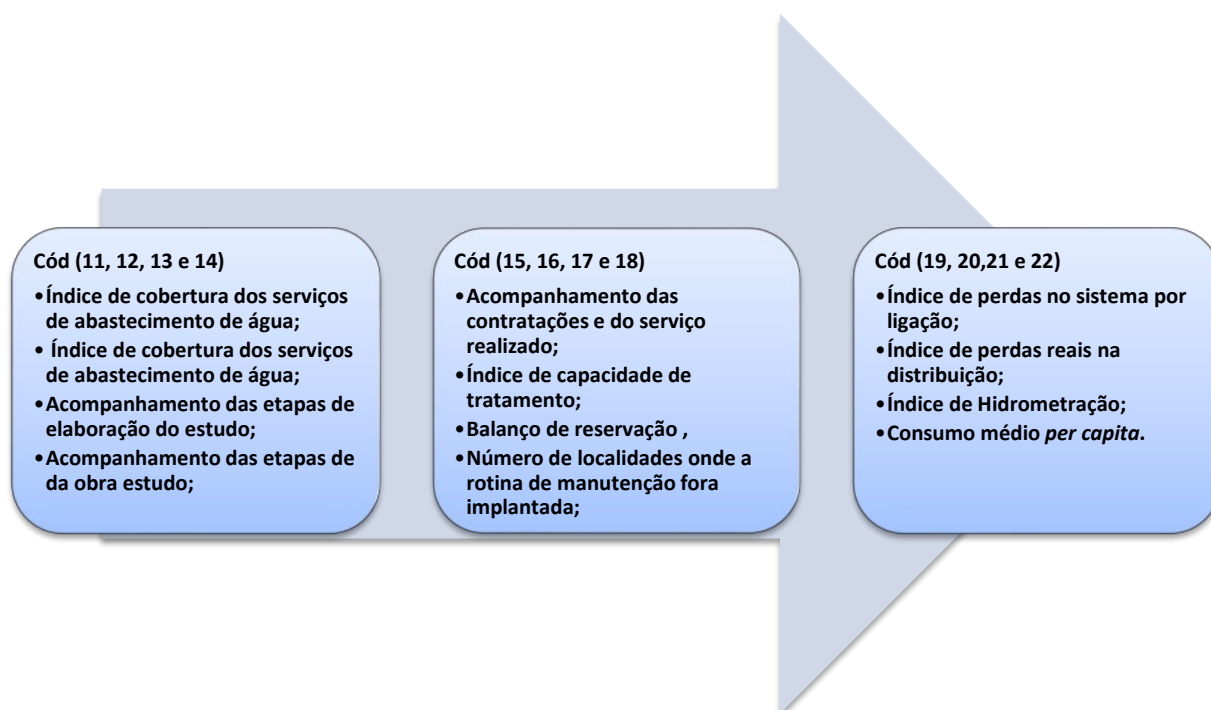 Cód (11, 12, 13 e 14)
•Índice de cobertura dos serviços
de abastecimento de água;
• Índice de cobertura dos serviços
de abastecimento de água;
•Acompanhamento das etapas de
elaboração do estudo;
•Acompanhamento das etapas de
da obra estudo;
Cód (15, 16, 17 e 18)
•Acompanhamento das
contratações e do serviço
realizado;
•Índice de capacidade de
tratamento;
•Balanço de reservação ,
•Número de localidades onde a
rotina de manutenção fora
implantada;
Cód (19, 20,21 e 22)
•Índice de perdas no sistema por
ligação;
•Índice de perdas reais na
distribuição;
•Índice de Hidrometração;
•Consumo médio per capita.